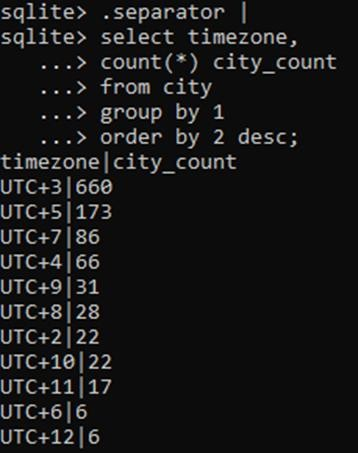 sqlite> .separator |
sqlite> select timezone,
   ...> count(*) city_count
   ...> from city
   ...> group by 1
   ...> order by 2 desc;
timezone|city_count
UTC+3|660
UTC+5|173
UTC+7|86
UTC+4|66
UTC+9|31
UTC+8|28
UTC+2|22
UTC+10|22
UTC+11|17
UTC+6|6
UTC+12|6